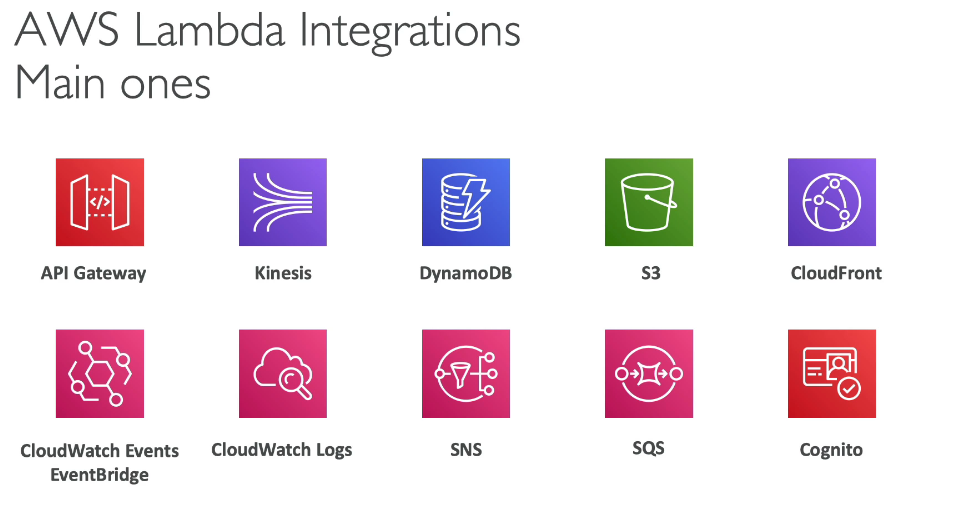 AWS Lambda Integrations
Main ones
</>
API Gateway
Kinesis
DynamoDB
S3
CloudFront
CloudWatch Events
EventBridge
CloudWatch Logs
SNS
SQS
Cognito